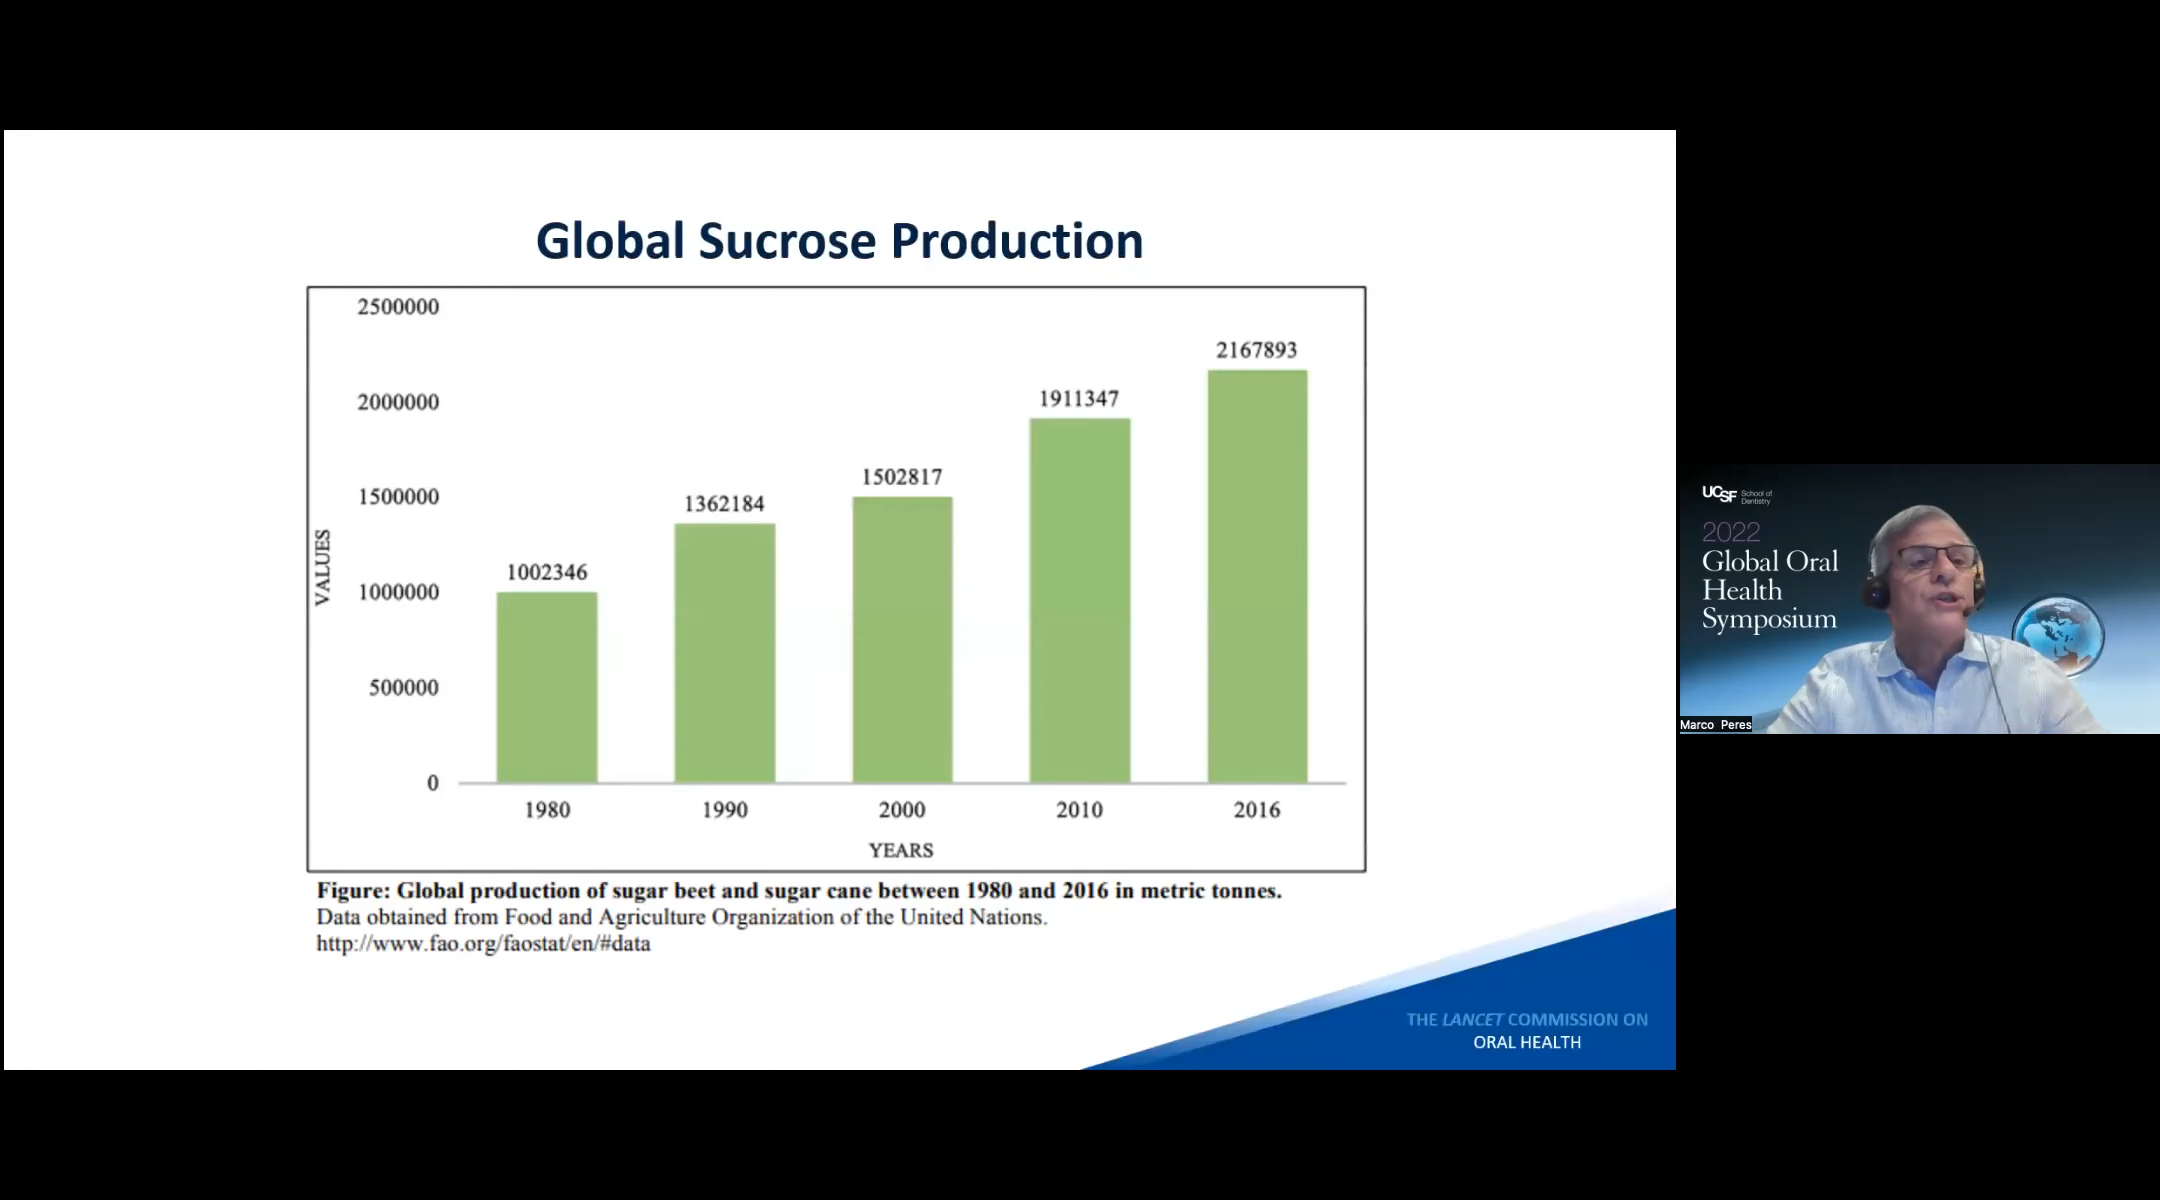 Global Sucrose Production
2500000
2000000
1500000
1000000
500000
0
VALUES
1002346
1362184
1502817
1911347
2167893
1980
1990
2000
2010
2016
YEARS
Figure: Global production of sugar beet and sugar cane between 1980 and 2016 in metric tonnes.
Data obtained from Food and Agriculture Organization of the United Nations.
http://www.fao.org/faostat/en/#data
THE LANCET COMMISSION ON
ORAL HEALTH
UCSF School of
Dentistry
2022
Global Oral
Health
Symposium
Marco Peres